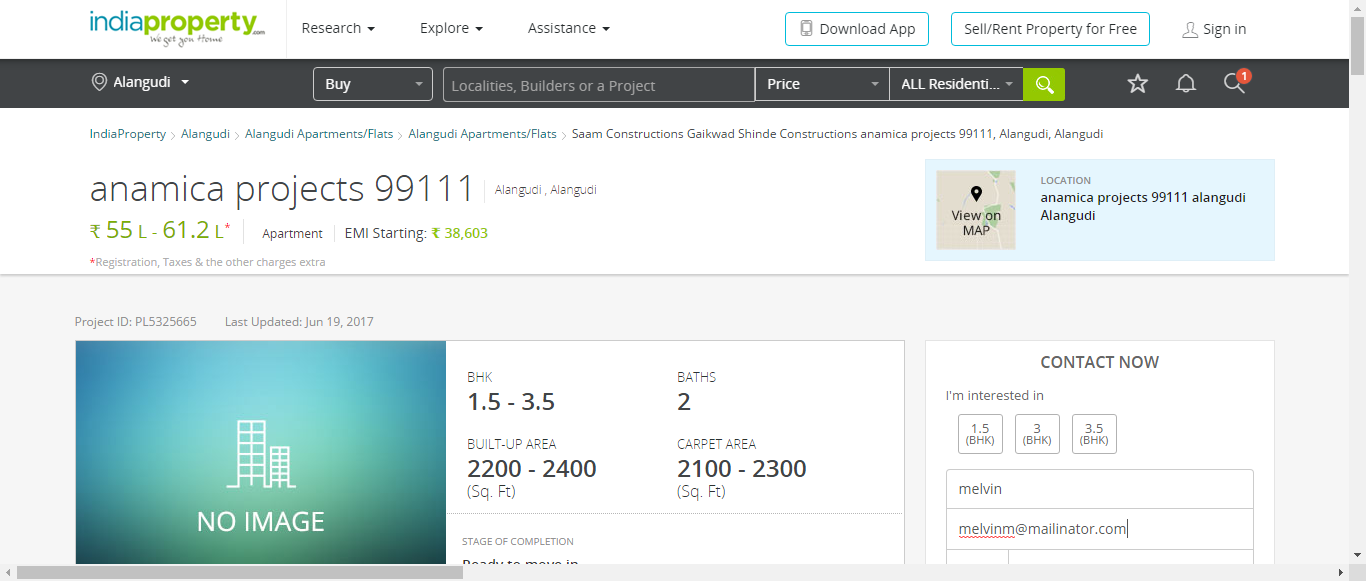 indiaproperty.com
We get you Home
Research
Explore
Assistance
Download App
Sell/Rent Property for Free
Sign in
Alangudi
Buy
Localities, Builders or a Project
Price
ALL Residenti...
1
IndiaProperty > Alangudi > Alangudi Apartments/Flats > Alangudi Apartments/Flats > Saam Constructions Gaikwad Shinde Constructions anamica projects 99111, Alangudi, Alangudi
anamica projects 99111
Alangudi , Alangudi
₹ 55 L - 61.2 L*
Apartment
EMI Starting: ₹ 38,603
*Registration, Taxes & the other charges extra
View on
MAP
LOCATION
anamica projects 99111 alangudi
Alangudi
Project ID: PL5325665
Last Updated: Jun 19, 2017
NO IMAGE
BHK
1.5 - 3.5
BATHS
2
BUILT-UP AREA
2200 - 2400
(Sq. Ft)
CARPET AREA
2100 - 2300
(Sq. Ft)
STAGE OF COMPLETION
Ready to move in
CONTACT NOW
I'm interested in
1.5
(BHK)
3
(BHK)
3.5
(BHK)
melvin
melvinm@mailinator.com